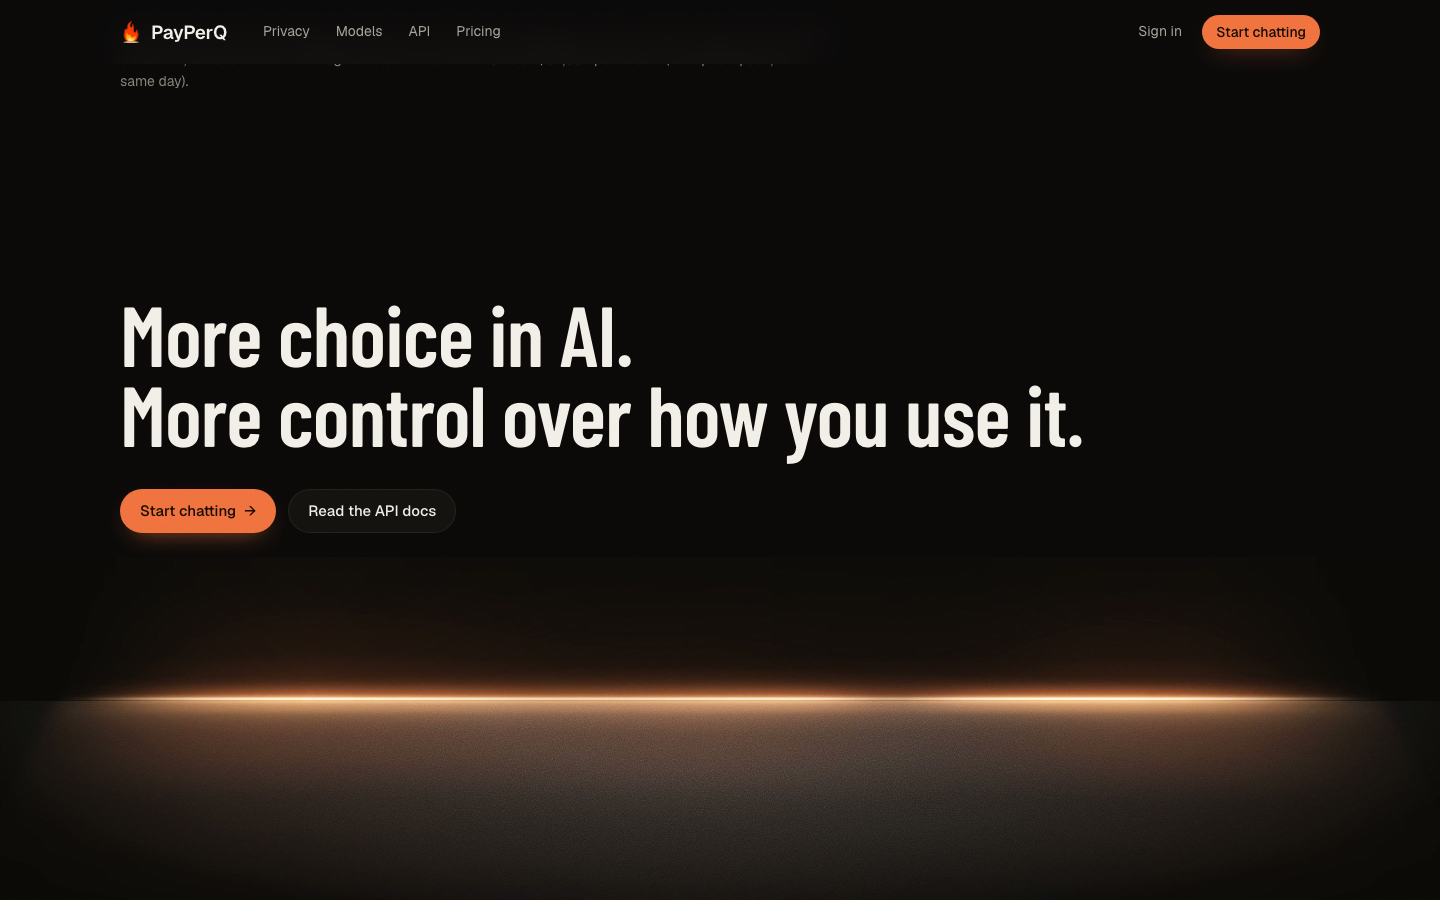 PayPerQ
Privacy
Models
API
Pricing
Sign in
Start chatting
same day).
More choice in AI.
More control over how you use it.
Start chatting →
Read the API docs